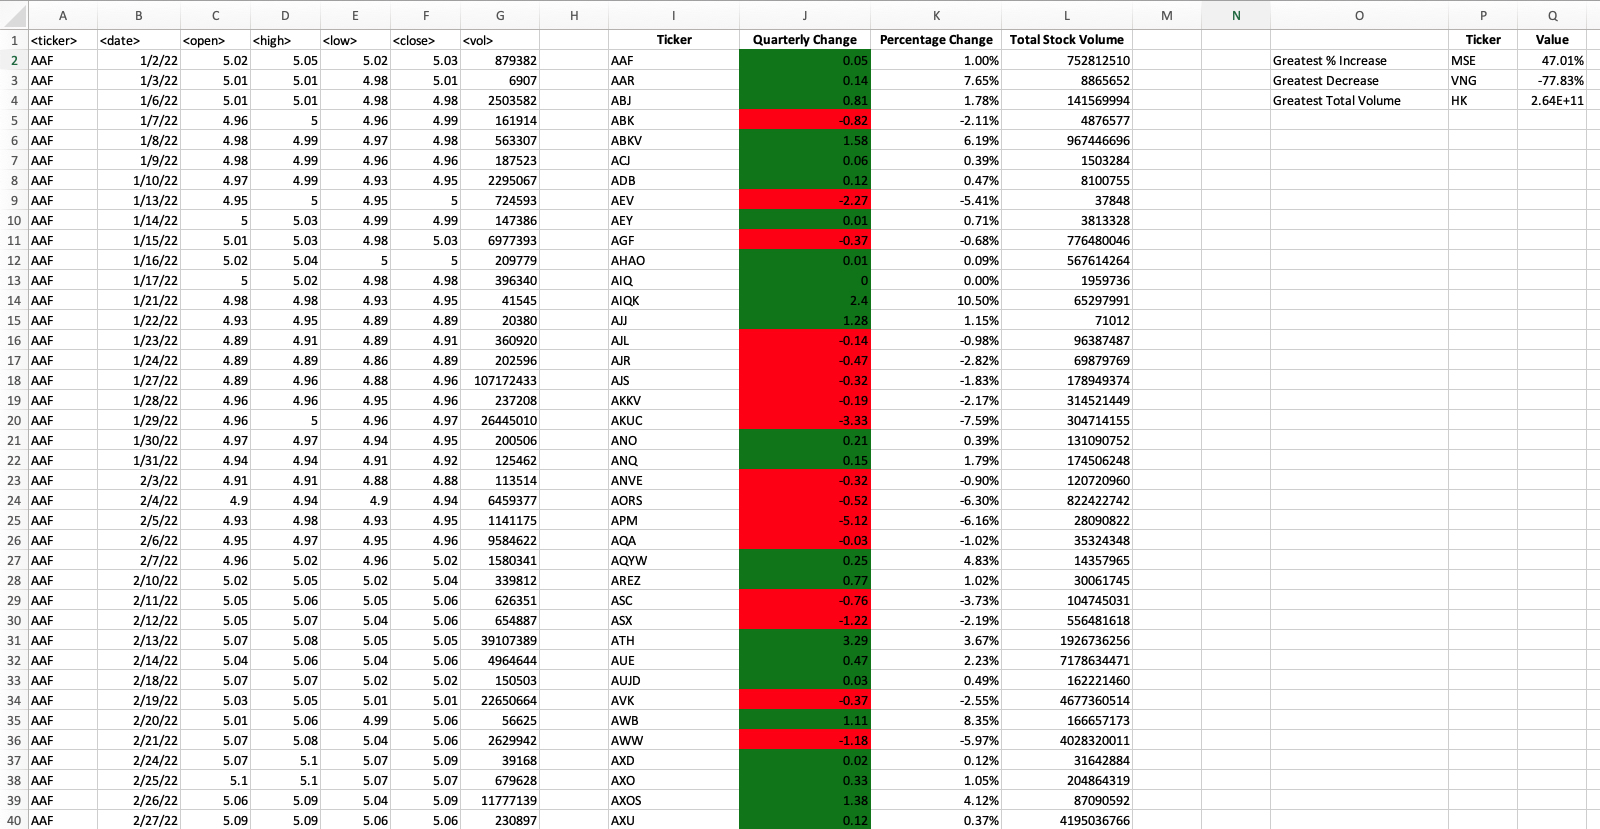 A B C D E F G H I J K L M N O P Q
1 <ticker> <date> <open> <high> <low> <close> <vol> Ticker Quarterly Change Percentage Change Total Stock Volume Ticker Value
2 AAF 1/2/22 5.02 5.05 5.02 5.03 879382 AAF 0.05 1.00% 752812510 Greatest % Increase MSE 47.01%
3 AAF 1/3/22 5.01 5.01 4.98 5.01 6907 AAR 0.14 7.65% 8865652 Greatest Decrease VNG -77.83%
4 AAF 1/6/22 5.01 5.01 4.98 4.98 2503582 ABJ 0.81 1.78% 141569994 Greatest Total Volume HK 2.64E+11
5 AAF 1/7/22 4.96 5 4.96 4.99 161914 ABK -0.82 -2.11% 4876577
6 AAF 1/8/22 4.98 4.99 4.97 4.98 563307 ABKV 1.58 6.19% 967446696
7 AAF 1/9/22 4.98 4.99 4.96 4.96 187523 ACJ 0.06 0.39% 1503284
8 AAF 1/10/22 4.97 4.99 4.93 4.95 2295067 ADB 0.12 0.47% 8100755
9 AAF 1/13/22 4.95 5 4.95 5 724593 AEV -2.27 -5.41% 37848
10 AAF 1/14/22 5 5.03 4.99 4.99 147386 AEY 0.01 0.71% 3813328
11 AAF 1/15/22 5.01 5.03 4.98 5.03 6977393 AGF -0.37 -0.68% 776480046
12 AAF 1/16/22 5.02 5.04 5 5 209779 AHAO 0.01 0.09% 567614264
13 AAF 1/17/22 5 5.02 4.98 4.98 396340 AIQ 0 0.00% 1959736
14 AAF 1/21/22 4.98 4.98 4.93 4.95 41545 AIQK 2.4 10.50% 65297991
15 AAF 1/22/22 4.93 4.95 4.89 4.89 20380 AJJ 1.28 1.15% 71012
16 AAF 1/23/22 4.89 4.91 4.89 4.91 360920 AJL -0.14 -0.98% 96387487
17 AAF 1/24/22 4.89 4.89 4.86 4.89 202596 AJR -0.47 -2.82% 69879769
18 AAF 1/27/22 4.89 4.96 4.88 4.96 107172433 AJS -0.32 -1.83% 178949374
19 AAF 1/28/22 4.96 4.96 4.95 4.96 237208 AKKV -0.19 -2.17% 314521449
20 AAF 1/29/22 4.96 5 4.96 4.97 26445010 AKUC -3.33 -7.59% 304714155
21 AAF 1/30/22 4.97 4.97 4.94 4.95 200506 ANO 0.21 0.39% 131090752
22 AAF 1/31/22 4.94 4.94 4.91 4.92 125462 ANQ 0.15 1.79% 174506248
23 AAF 2/3/22 4.91 4.91 4.88 4.88 113514 ANVE -0.32 -0.90% 120720960
24 AAF 2/4/22 4.9 4.94 4.9 4.94 6459377 AORS -0.52 -6.30% 822422742
25 AAF 2/5/22 4.93 4.98 4.93 4.95 1141175 APM -5.12 -6.16% 28090822
26 AAF 2/6/22 4.95 4.97 4.95 4.96 9584622 AQA -0.03 -1.02% 35324348
27 AAF 2/7/22 4.96 5.02 4.96 5.02 1580341 AQYW 0.25 4.83% 14357965
28 AAF 2/10/22 5.02 5.05 5.02 5.04 339812 AREZ 0.77 1.02% 30061745
29 AAF 2/11/22 5.05 5.06 5.05 5.06 626351 ASC -0.76 -3.73% 104745031
30 AAF 2/12/22 5.05 5.07 5.04 5.06 654887 ASX -1.22 -2.19% 556481618
31 AAF 2/13/22 5.07 5.08 5.05 5.05 39107389 ATH 3.29 3.67% 1926736256
32 AAF 2/14/22 5.04 5.06 5.04 5.06 4964644 AUE 0.47 2.23% 7178634471
33 AAF 2/18/22 5.07 5.07 5.02 5.02 150503 AUJD 0.03 0.49% 162221460
34 AAF 2/19/22 5.03 5.05 5.01 5.01 22650664 AVK -0.37 -2.55% 4677360514
35 AAF 2/20/22 5.01 5.06 4.99 5.06 56625 AWB 1.11 8.35% 166657173
36 AAF 2/21/22 5.07 5.08 5.04 5.06 2629942 AWW -1.18 -5.97% 4028320011
37 AAF 2/24/22 5.07 5.1 5.07 5.09 39168 AXD 0.02 0.12% 31642884
38 AAF 2/25/22 5.1 5.1 5.07 5.07 679628 AXO 0.33 1.05% 204864319
39 AAF 2/26/22 5.06 5.09 5.04 5.09 11777139 AXOS 1.38 4.12% 87090592
40 AAF 2/27/22 5.09 5.09 5.06 5.06 230897 AXU 0.12 0.37% 4195036766